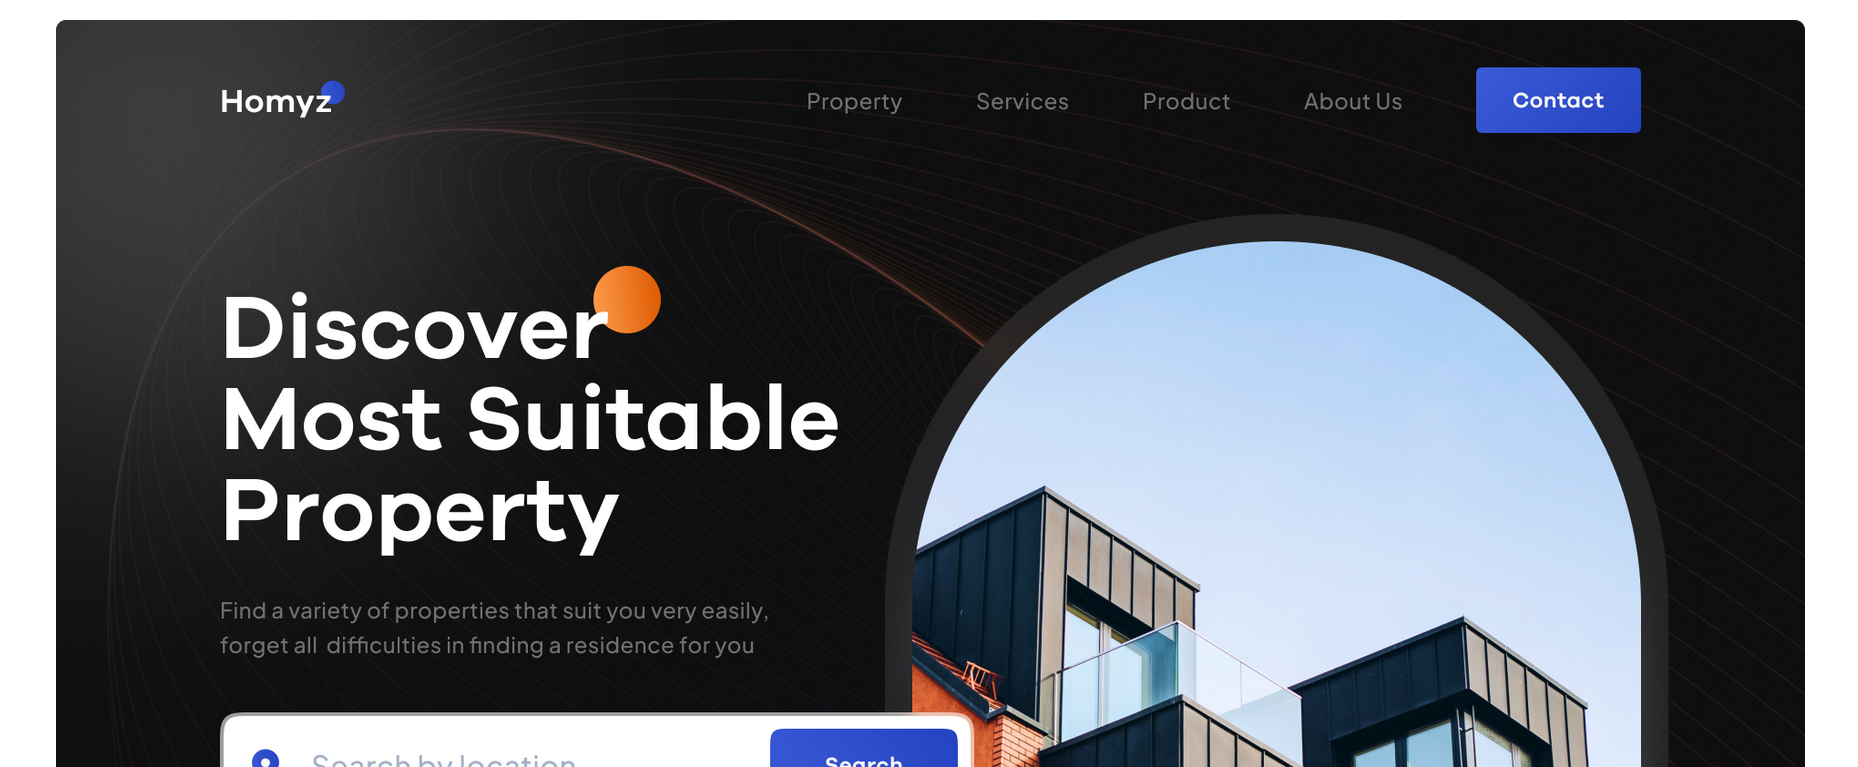 Homyz
Property Services Product About Us Contact
Discover
Most Suitable
Property
Find a variety of properties that suit you very easily,
forget all  difficulties in finding a residence for you
Search by location
Search